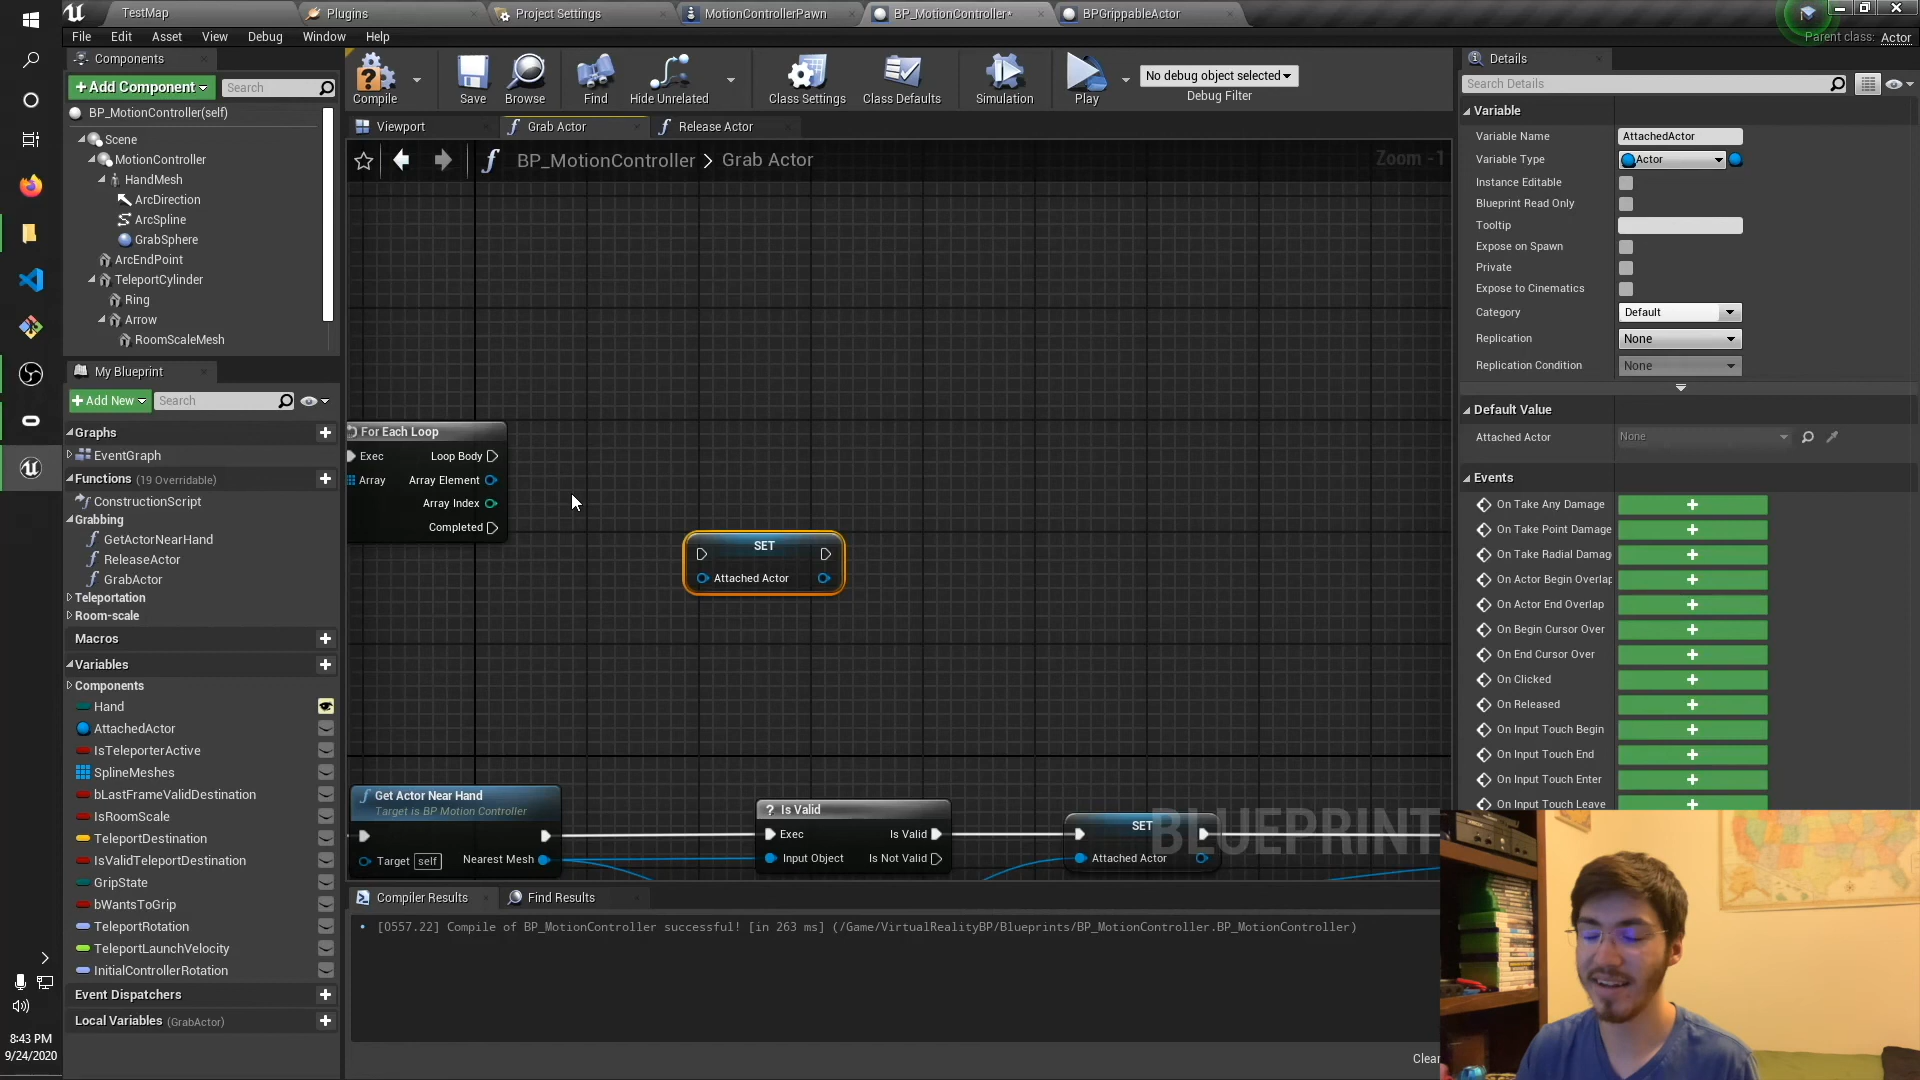 TestMap
Plugins
Project Settings
MotionControllerPawn
BP_MotionController*
BPGrippableActor
File Edit Asset View Debug Window Help
Parent class: Actor
Components
+Add Component
Search
BP_MotionController(self)
Scene
MotionController
HandMesh
ArcDirection
ArcSpline
GrabSphere
ArcEndPoint
TeleportCylinder
Ring
Arrow
RoomScaleMesh
My Blueprint
+Add New
Search
Graphs
EventGraph
Functions (19 Overridable)
ConstructionScript
Grabbing
GetActorNearHand
ReleaseActor
GrabActor
Teleportation
Room-scale
Macros
Variables
Components
Hand
AttachedActor
IsTeleporterActive
SplineMeshes
bLastFrameValidDestination
IsRoomScale
TeleportDestination
IsValidTeleportDestination
GripState
bWantsToGrip
TeleportRotation
TeleportLaunchVelocity
InitialControllerRotation
Event Dispatchers
Local Variables (GrabActor)
8:43 PM
9/24/2020
Compile
Save
Browse
Find
Hide Unrelated
Class Settings
Class Defaults
Simulation
Play
No debug object selected
Debug Filter
Viewport
Grab Actor
Release Actor
BP_MotionController > Grab Actor
Zoom -1
For Each Loop
Exec Loop Body
Array Array Element
Array Index
Completed
SET
Attached Actor
Get Actor Near Hand
Target is BP Motion Controller
Target self Nearest Mesh
? Is Valid
Exec Is Valid
Input Object Is Not Valid
SET
Attached Actor
BLUEPRINT
Compiler Results
Find Results
[0557.22] Compile of BP_MotionController successful! [in 263 ms] (/Game/VirtualRealityBP/Blueprints/BP_MotionController.BP_MotionController)
Details
Search Details
Variable
Variable Name AttachedActor
Variable Type Actor
Instance Editable
Blueprint Read Only
Tooltip
Expose on Spawn
Private
Expose to Cinematics
Category Default
Replication None
Replication Condition None
Default Value
Attached Actor None
Events
On Take Any Damage
On Take Point Damage
On Take Radial Damag
On Actor Begin Overlap
On Actor End Overlap
On Begin Cursor Over
On End Cursor Over
On Clicked
On Released
On Input Touch Begin
On Input Touch End
On Input Touch Enter
On Input Touch Leave